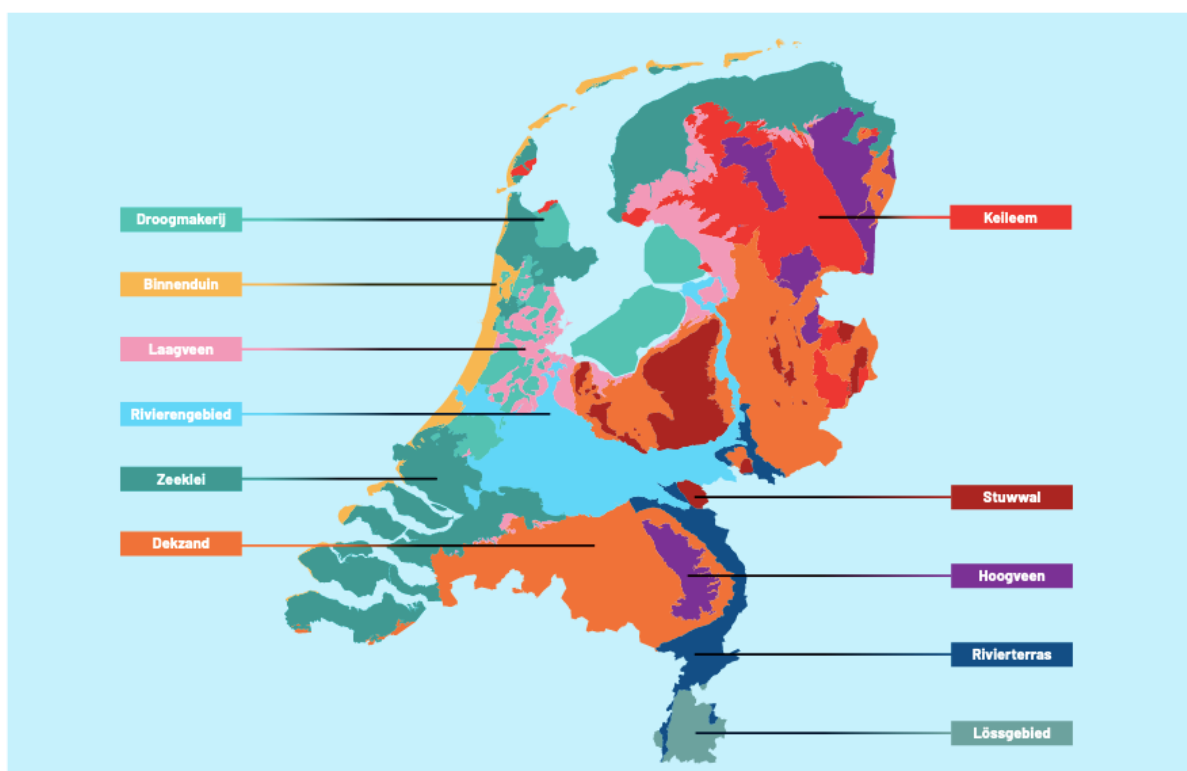 Droogmakerij
Binnenduin
Laagveen
Rivierengebied
Zeeklei
Dekzand
Keileem
Stuwwal
Hoogveen
Rivierterras
Lössgebied